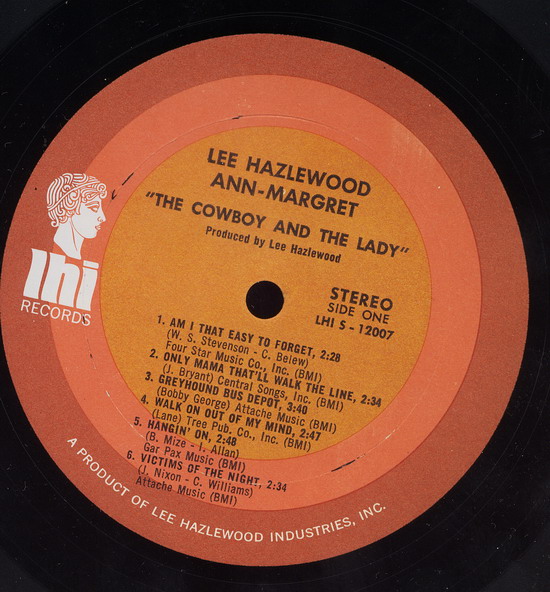 LEE HAZLEWOOD
ANN-MARGRET
"THE COWBOY AND THE LADY"
Produced by Lee Hazlewood
lhi
RECORDS
STEREO
SIDE ONE
LHI S - 12007
1. AM I THAT EASY TO FORGET, 2:28
(W. S. Stevenson - C. Belew)
Four Star Music Co., Inc. (BMI)
2. ONLY MAMA THAT'LL WALK THE LINE, 2:34
(J. Bryant) Central Songs, Inc. (BMI)
3. GREYHOUND BUS DEPOT, 3:40
(Bobby George) Attache Music (BMI)
4. WALK ON OUT OF MY MIND, 2:47
(Lane) Tree Pub. Co., Inc. (BMI)
5. HANGIN' ON, 2:48
(B. Mize - I. Allan)
Gar Pax Music (BMI)
6. VICTIMS OF THE NIGHT, 2:34
(J. Nixon - C. Williams)
Attache Music (BMI)
A PRODUCT OF LEE HAZLEWOOD INDUSTRIES, INC.